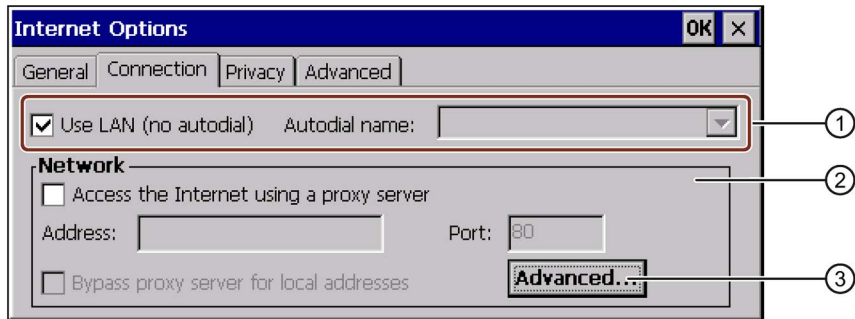 Internet Options OK ×
General Connection Privacy Advanced
Use LAN (no autodial) Autodial name: 1
Network 2
Access the Internet using a proxy server
Address: Port: 80
Bypass proxy server for local addresses Advanced... 3